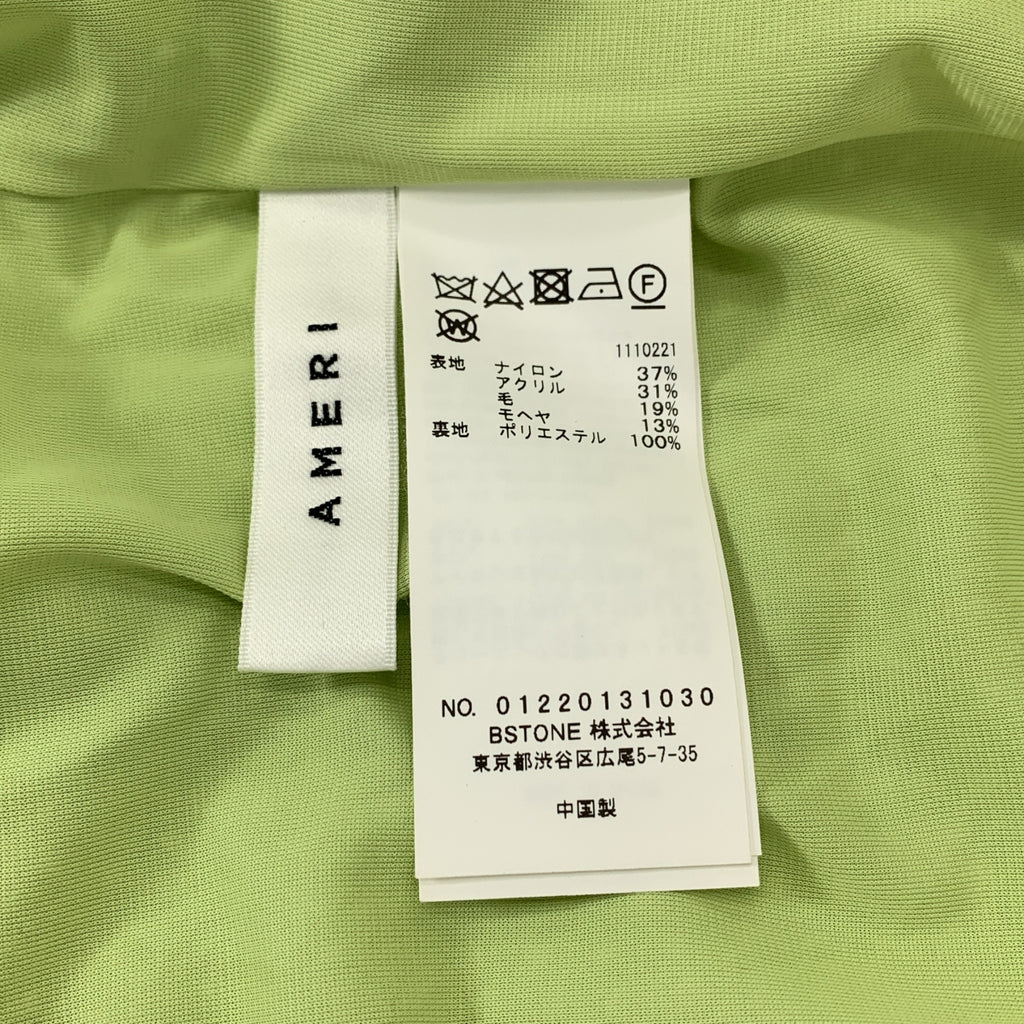 AMERI
F
W
1110221
表地 ナイロン 37%
アクリル 31%
毛 19%
モヘヤ 13%
裏地 ポリエステル 100%
NO. 01220131030
BSTONE 株式会社
東京都渋谷区広尾5-7-35
中国製